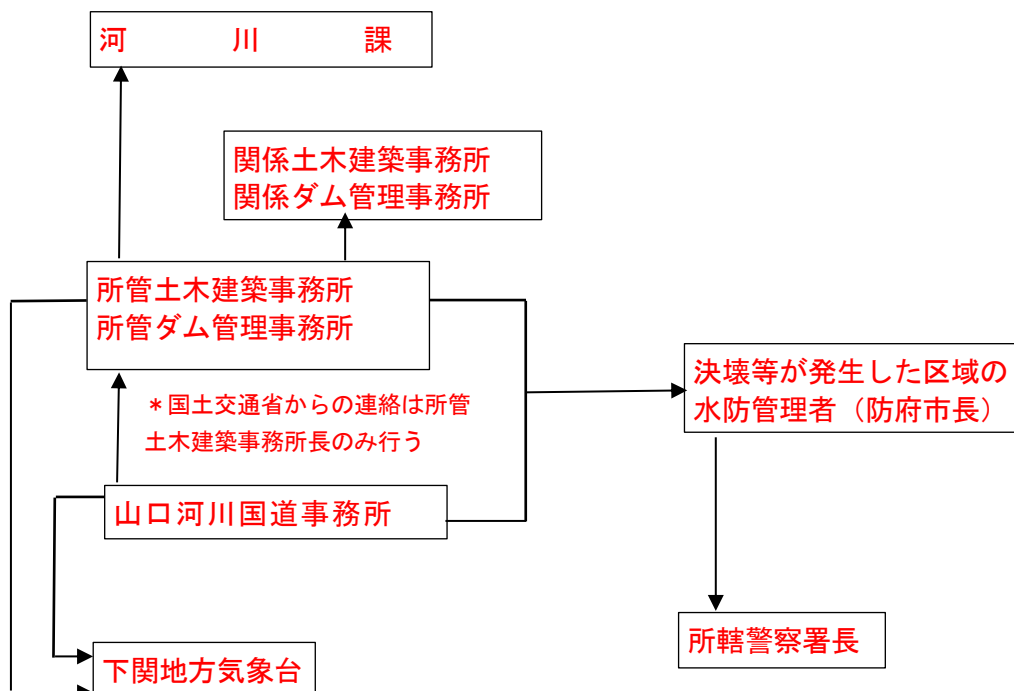 河川課
関係土木建築事務所
関係ダム管理事務所
所管土木建築事務所
所管ダム管理事務所
＊国土交通省からの連絡は所管
土木建築事務所長のみ行う
決壊等が発生した区域の
水防管理者（防府市長）
山口河川国道事務所
所轄警察署長
下関地方気象台